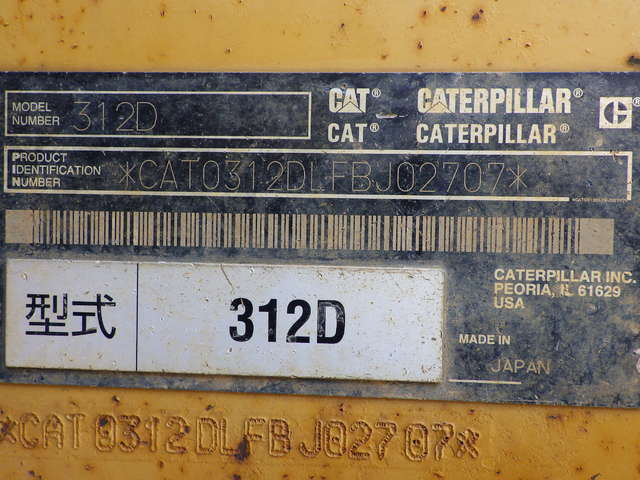 MODEL NUMBER 312D
CAT® CATERPILLAR®
CAT® CATERPILLAR®
PRODUCT IDENTIFICATION NUMBER *CAT0312DLFBJ02707*
型式 312D
CATERPILLAR INC.
PEORIA, IL 61629
USA
MADE IN
JAPAN
*CAT0312DLFBJ02707*